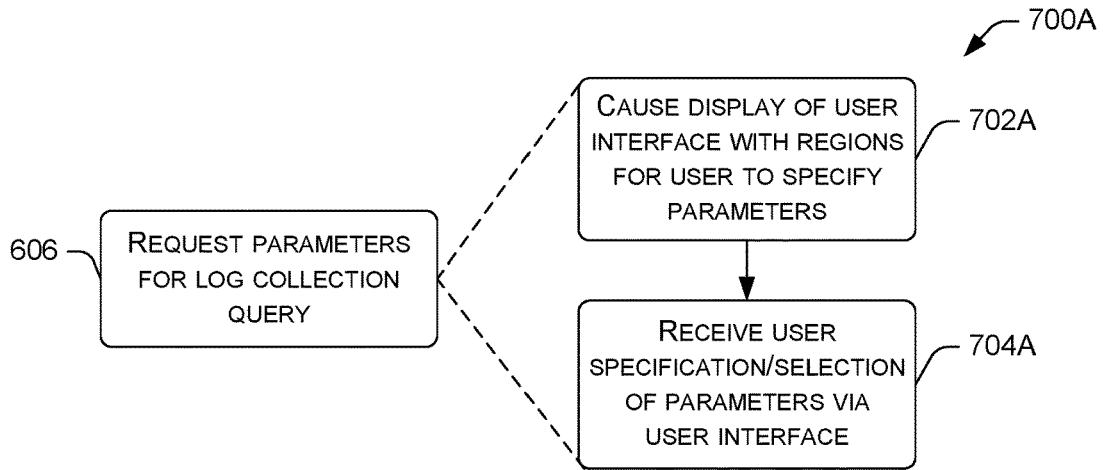 700A
CAUSE DISPLAY OF USER
INTERFACE WITH REGIONS
FOR USER TO SPECIFY
PARAMETERS
702A
606
REQUEST PARAMETERS
FOR LOG COLLECTION
QUERY
RECEIVE USER
SPECIFICATION/SELECTION
OF PARAMETERS VIA
USER INTERFACE
704A